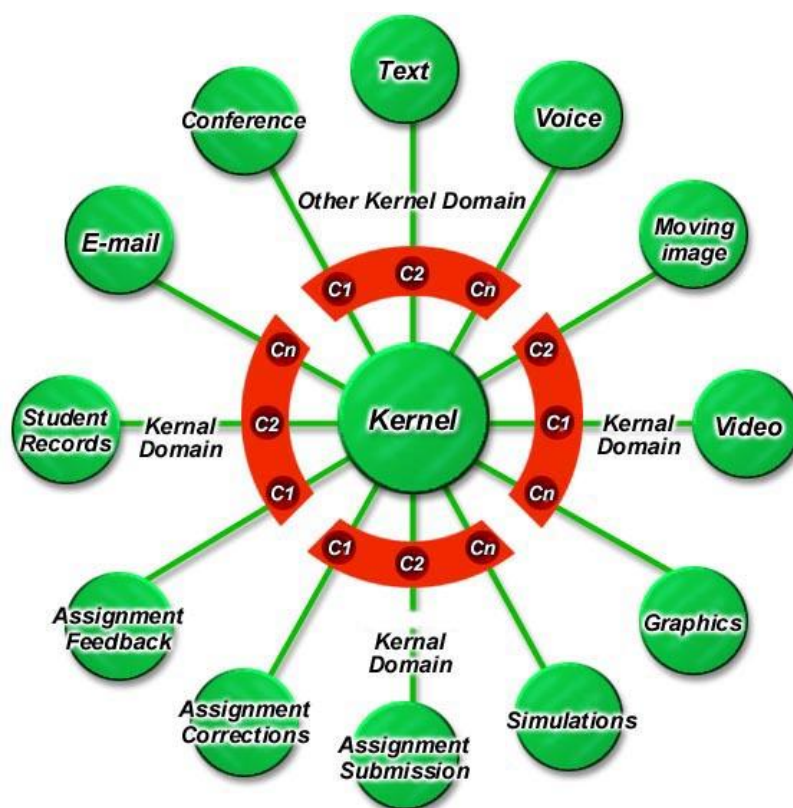 Text
Conference
Voice
Other Kernel Domain
E-mail
Moving
image
C1
C2
Cn
Cn
C2
Kernel
Student
Records
Kernal
Domain
C2
C1
Kernal
Domain
Video
C1
Cn
C1
C2
Cn
Assignment
Feedback
Graphics
Kernal
Domain
Assignment
Corrections
Simulations
Assignment
Submission